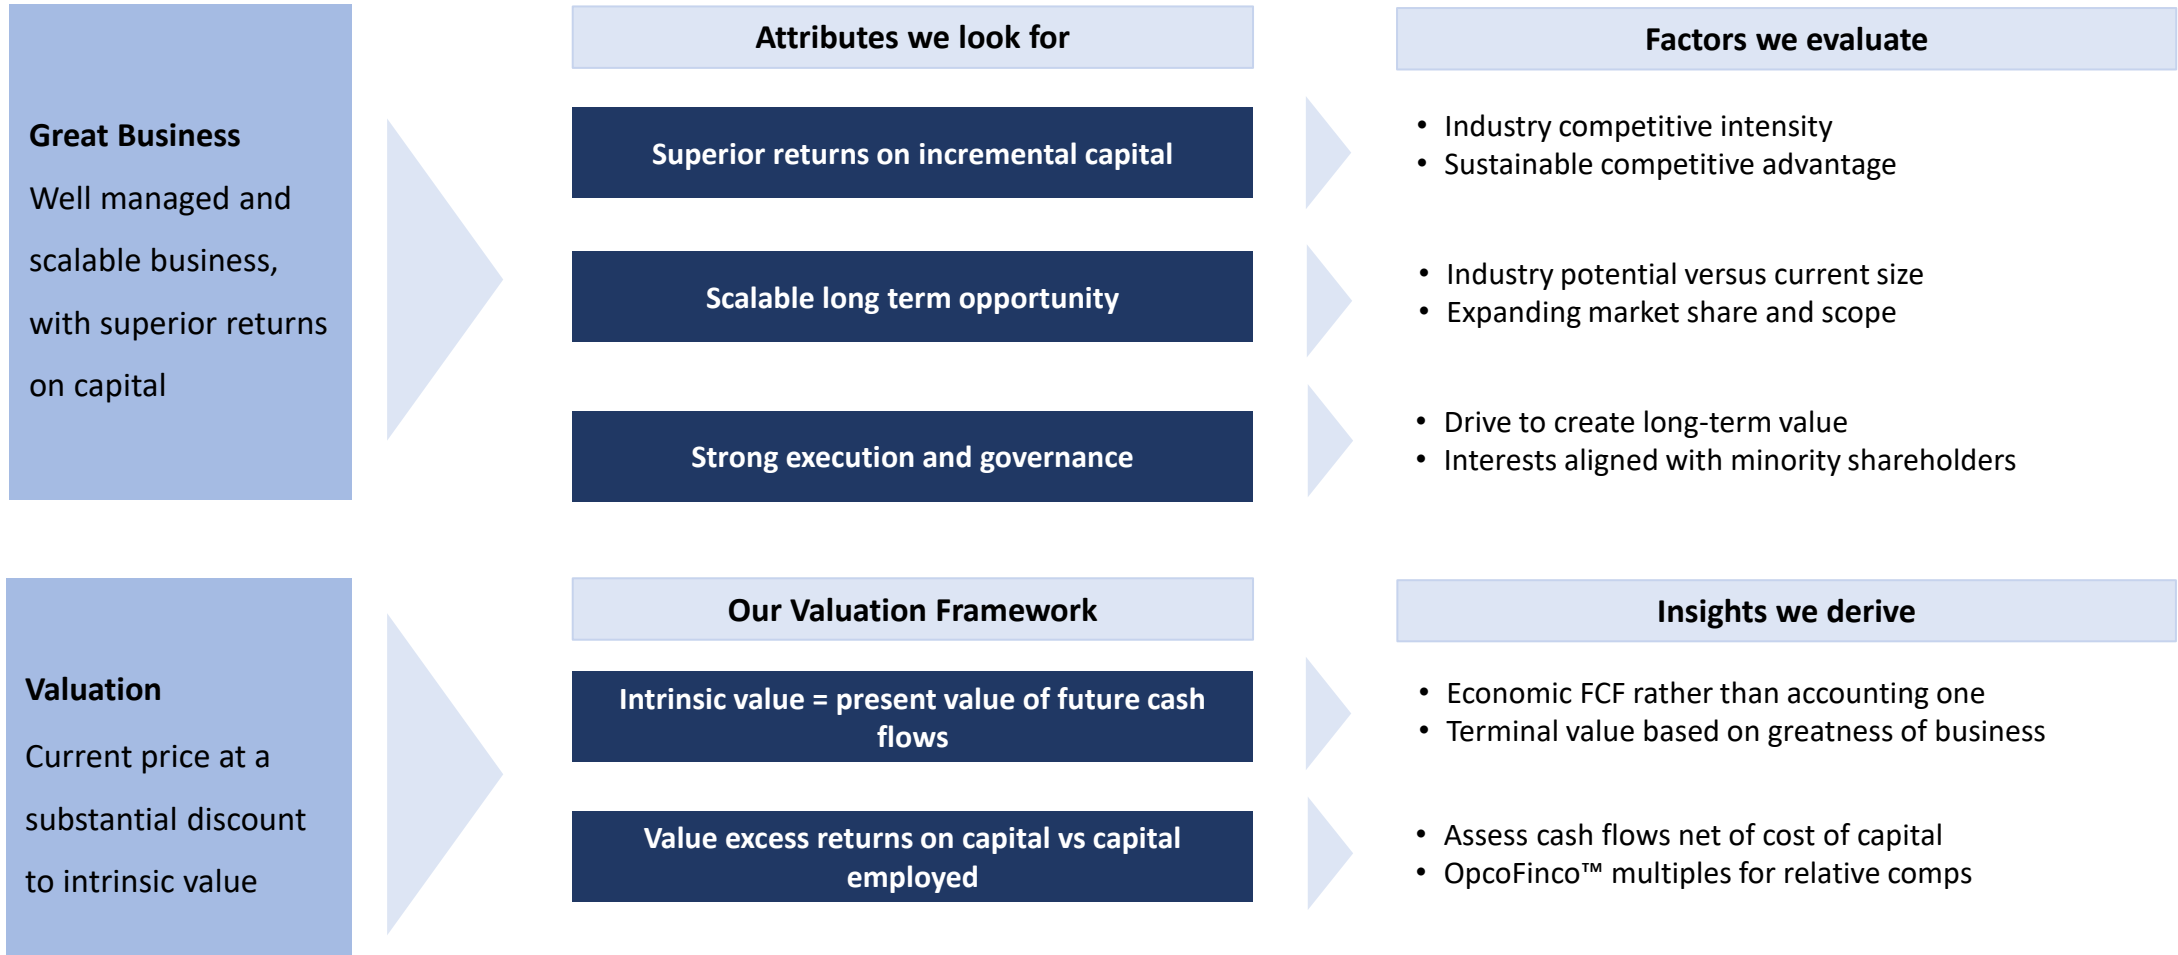 Great Business
Well managed and
scalable business,
with superior returns
on capital
Attributes we look for
Superior returns on incremental capital
Scalable long term opportunity
Strong execution and governance
Factors we evaluate
• Industry competitive intensity
• Sustainable competitive advantage
• Industry potential versus current size
• Expanding market share and scope
• Drive to create long-term value
• Interests aligned with minority shareholders
Valuation
Current price at a
substantial discount
to intrinsic value
Our Valuation Framework
Intrinsic value = present value of future cash
flows
Value excess returns on capital vs capital
employed
Insights we derive
• Economic FCF rather than accounting one
• Terminal value based on greatness of business
• Assess cash flows net of cost of capital
• OpcoFinco™ multiples for relative comps